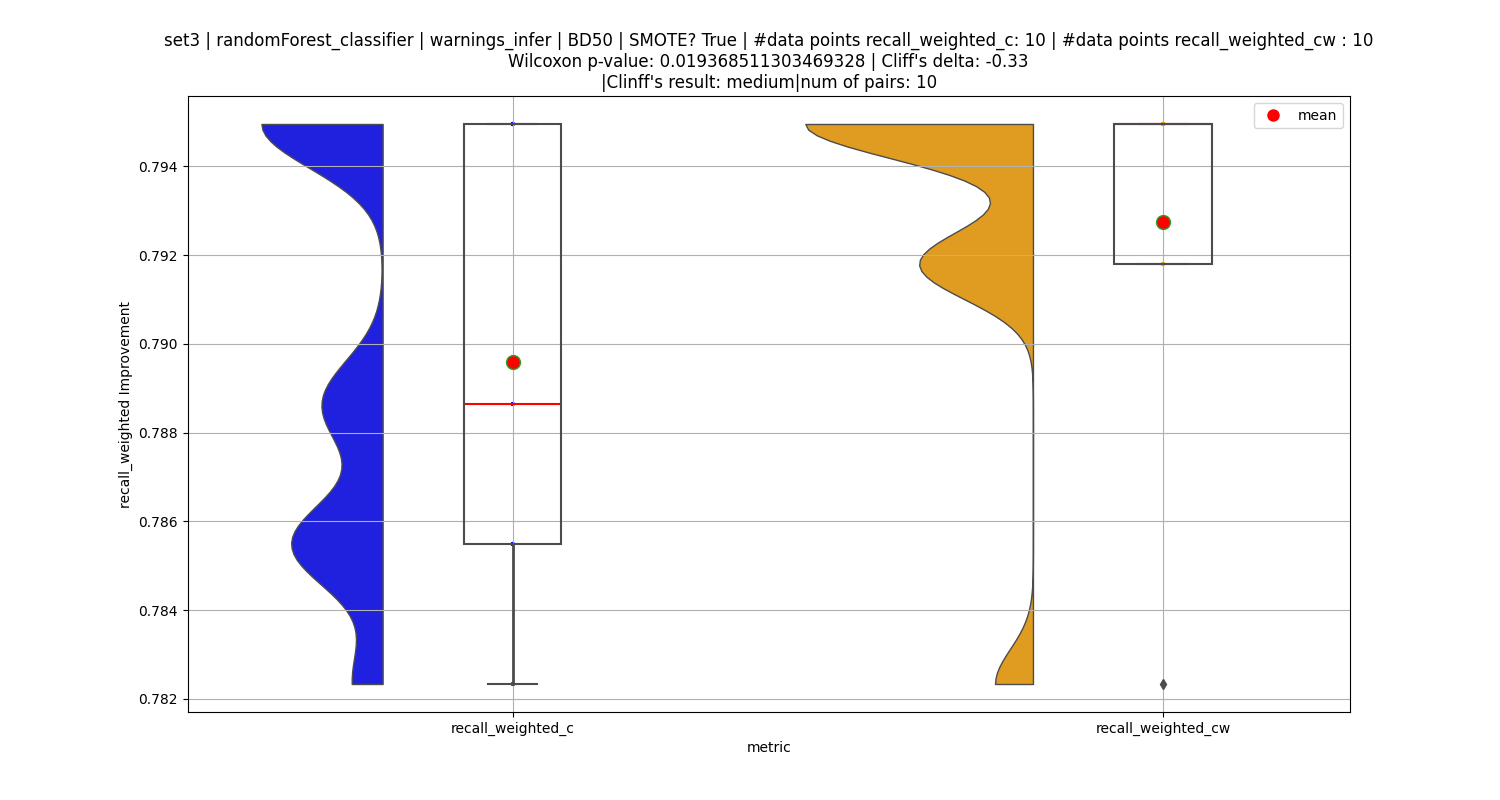 set3 | randomForest_classifier | warnings_infer | BD50 | SMOTE? True | #data points recall_weighted_c: 10 | #data points recall_weighted_cw : 10
Wilcoxon p-value: 0.019368511303469328 | Cliff's delta: -0.33
|Clinff's result: medium|num of pairs: 10
mean
0.794
0.792
0.790
0.788
0.786
0.784
0.782
recall_weighted Improvement
recall_weighted_c
recall_weighted_cw
metric